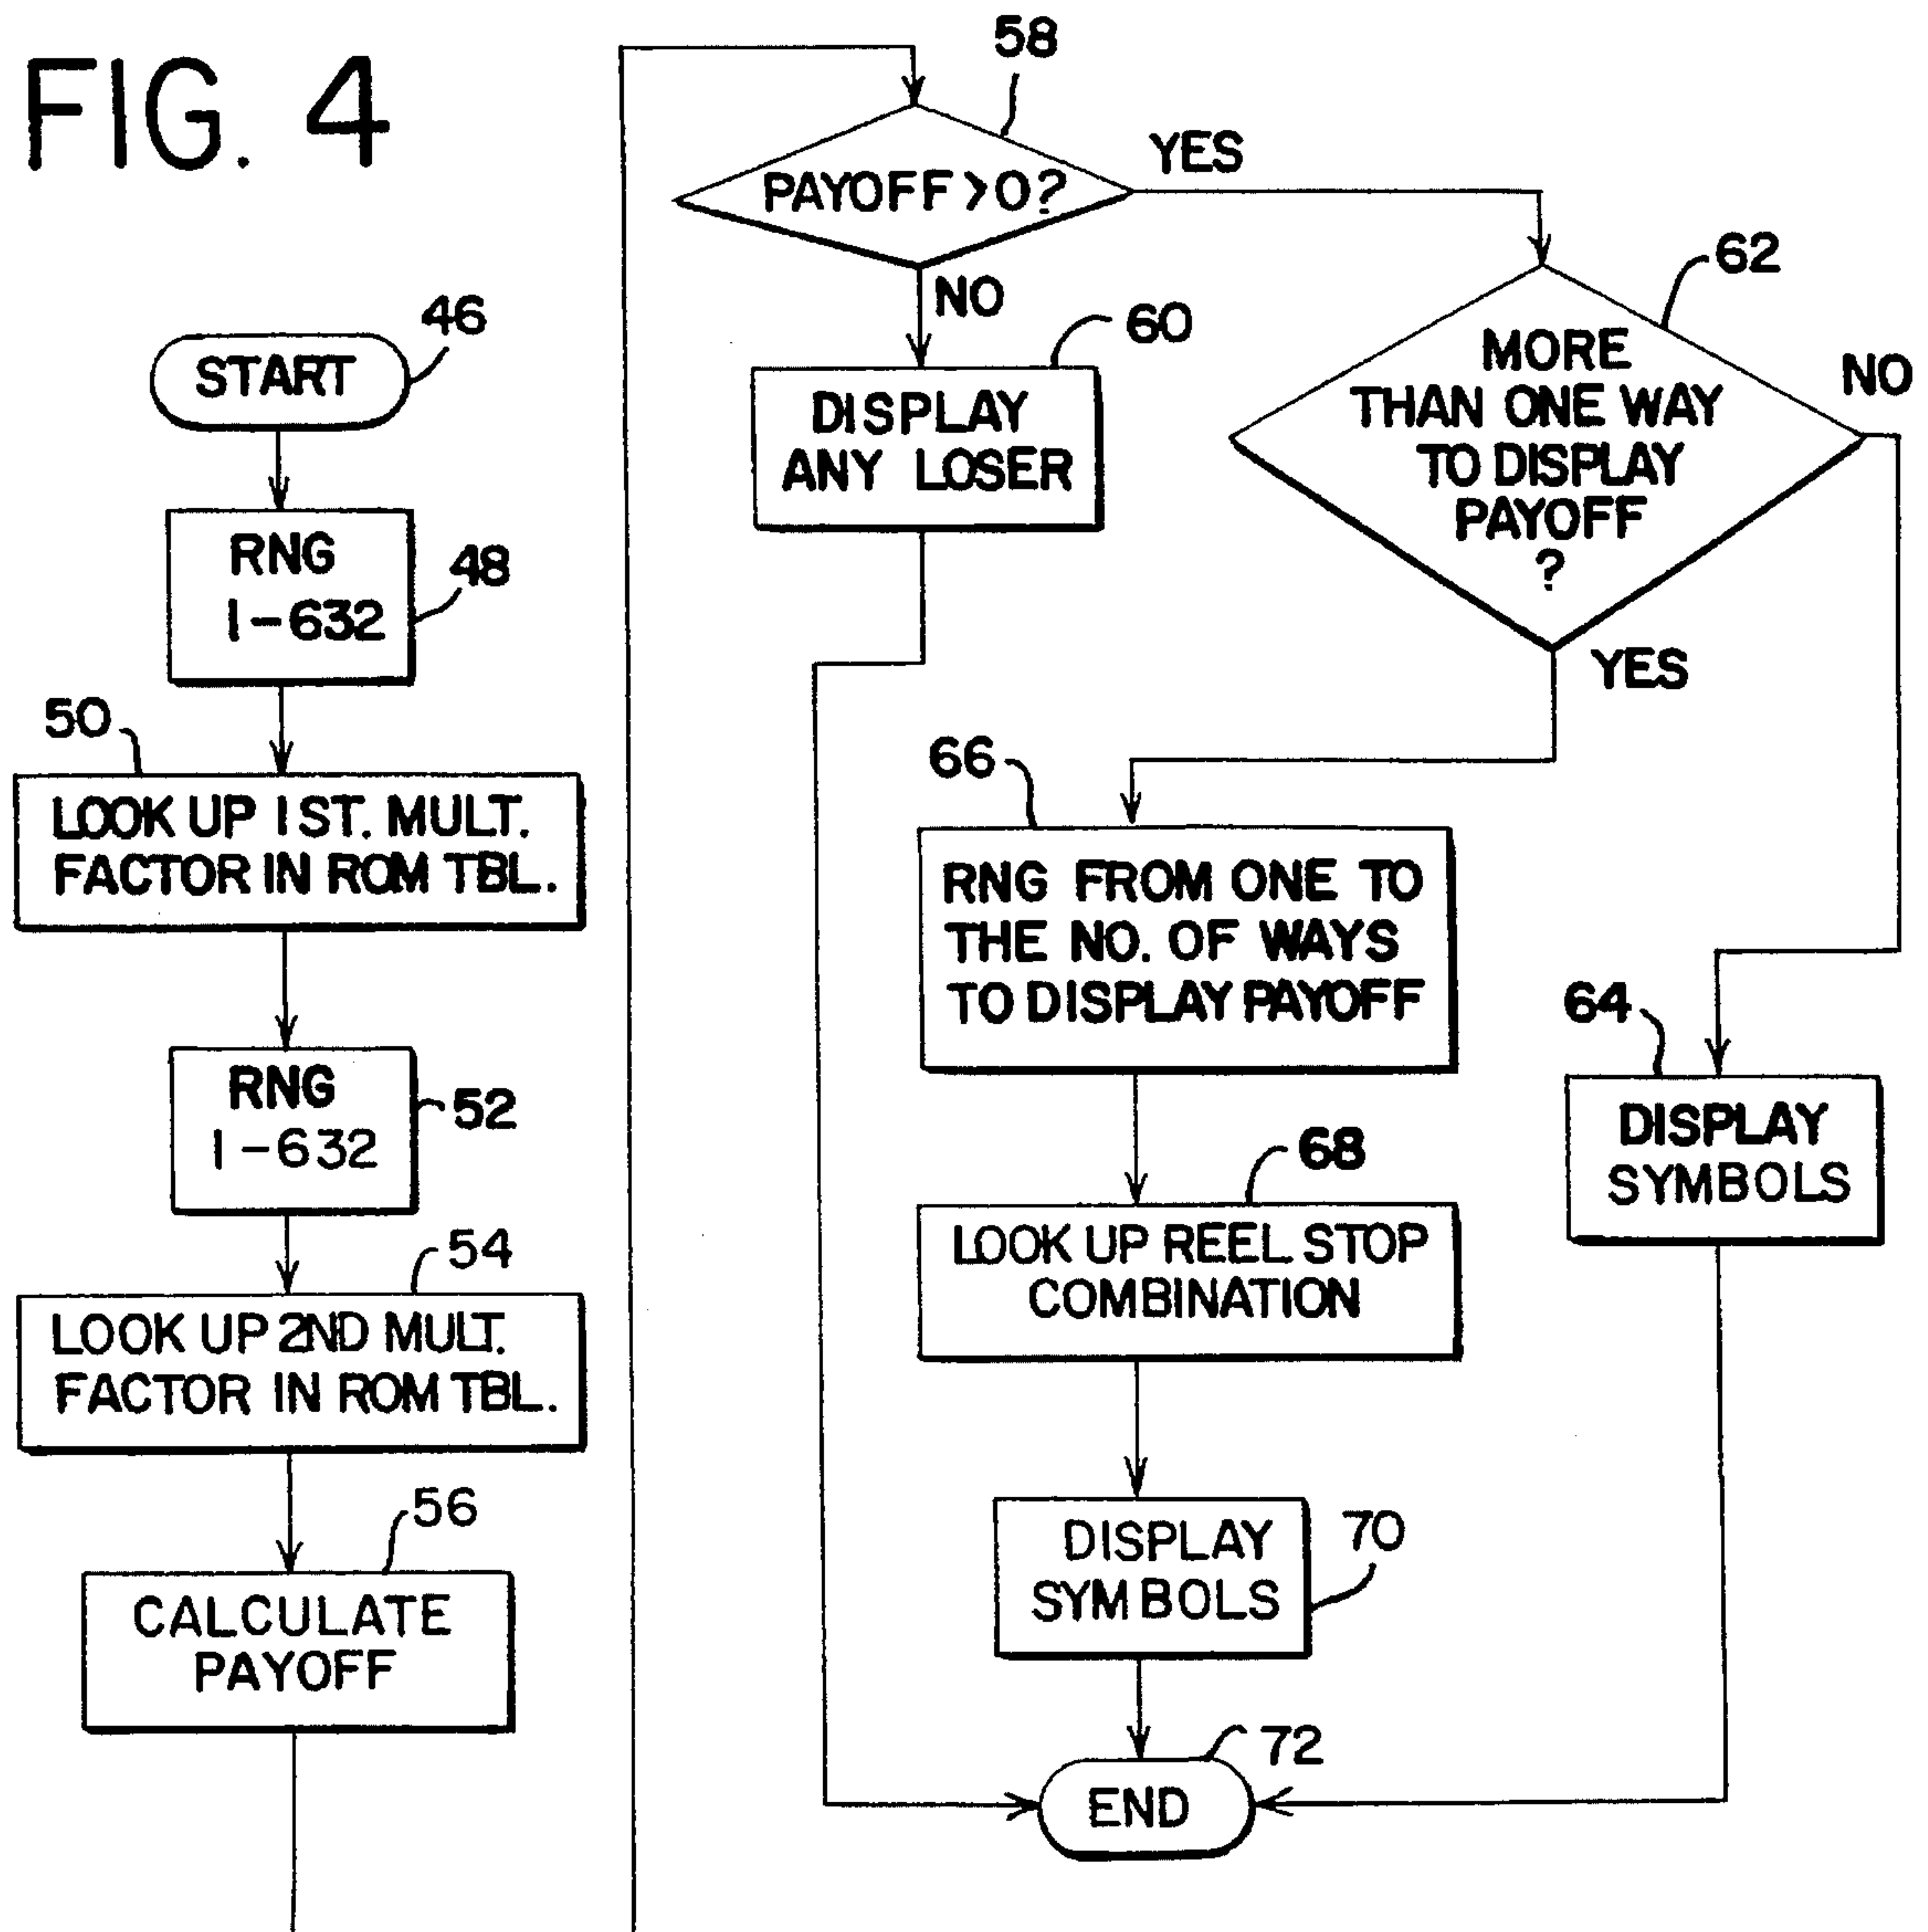 FIG. 4
46
START
RNG
1-632
48
50
LOOK UP 1ST. MULT.
FACTOR IN ROM TBL.
RNG
1-632
52
54
LOOK UP 2ND MULT.
FACTOR IN ROM TBL.
56
CALCULATE
PAYOFF
58
PAYOFF >0?
YES
NO
60
DISPLAY
ANY LOSER
62
MORE
THAN ONE WAY
TO DISPLAY
PAYOFF
?
NO
YES
66
RNG FROM ONE TO
THE NO. OF WAYS
TO DISPLAY PAYOFF
64
DISPLAY
SYMBOLS
68
LOOK UP REEL STOP
COMBINATION
DISPLAY
SYMBOLS
70
72
END